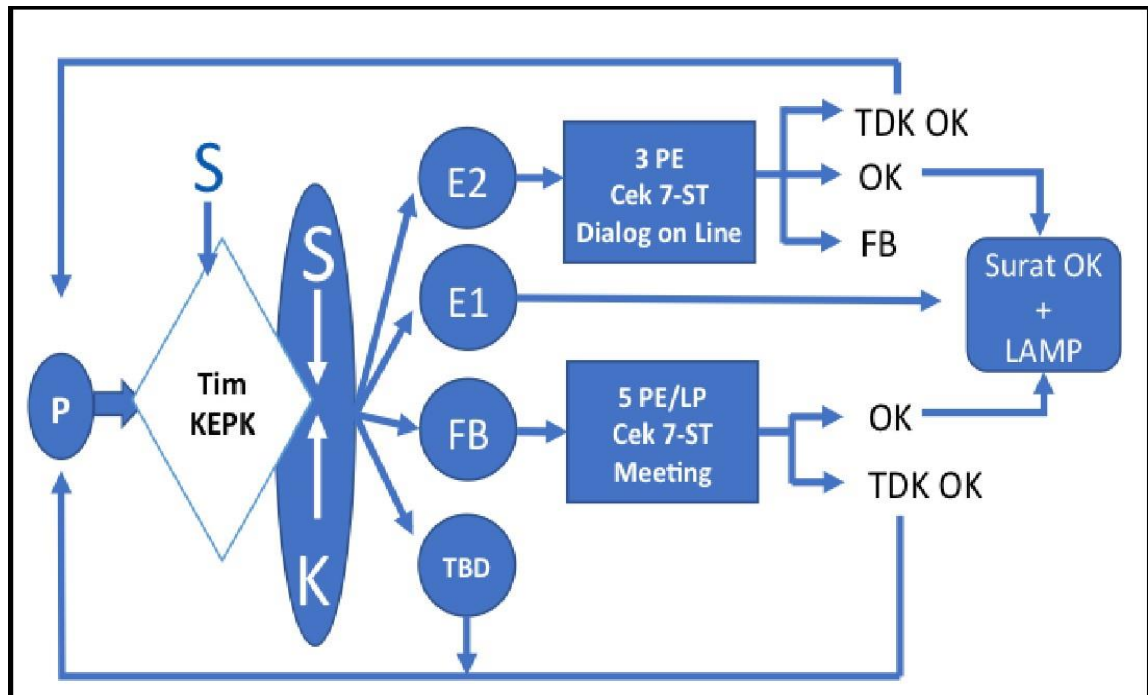 S
P
Tim
KEPK
S
K
E2
E1
FB
TBD
3 PE
Cek 7-ST
Dialog on Line
5 PE/LP
Cek 7-ST
Meeting
TDK OK
OK
FB
OK
TDK OK
Surat OK
+
LAMP